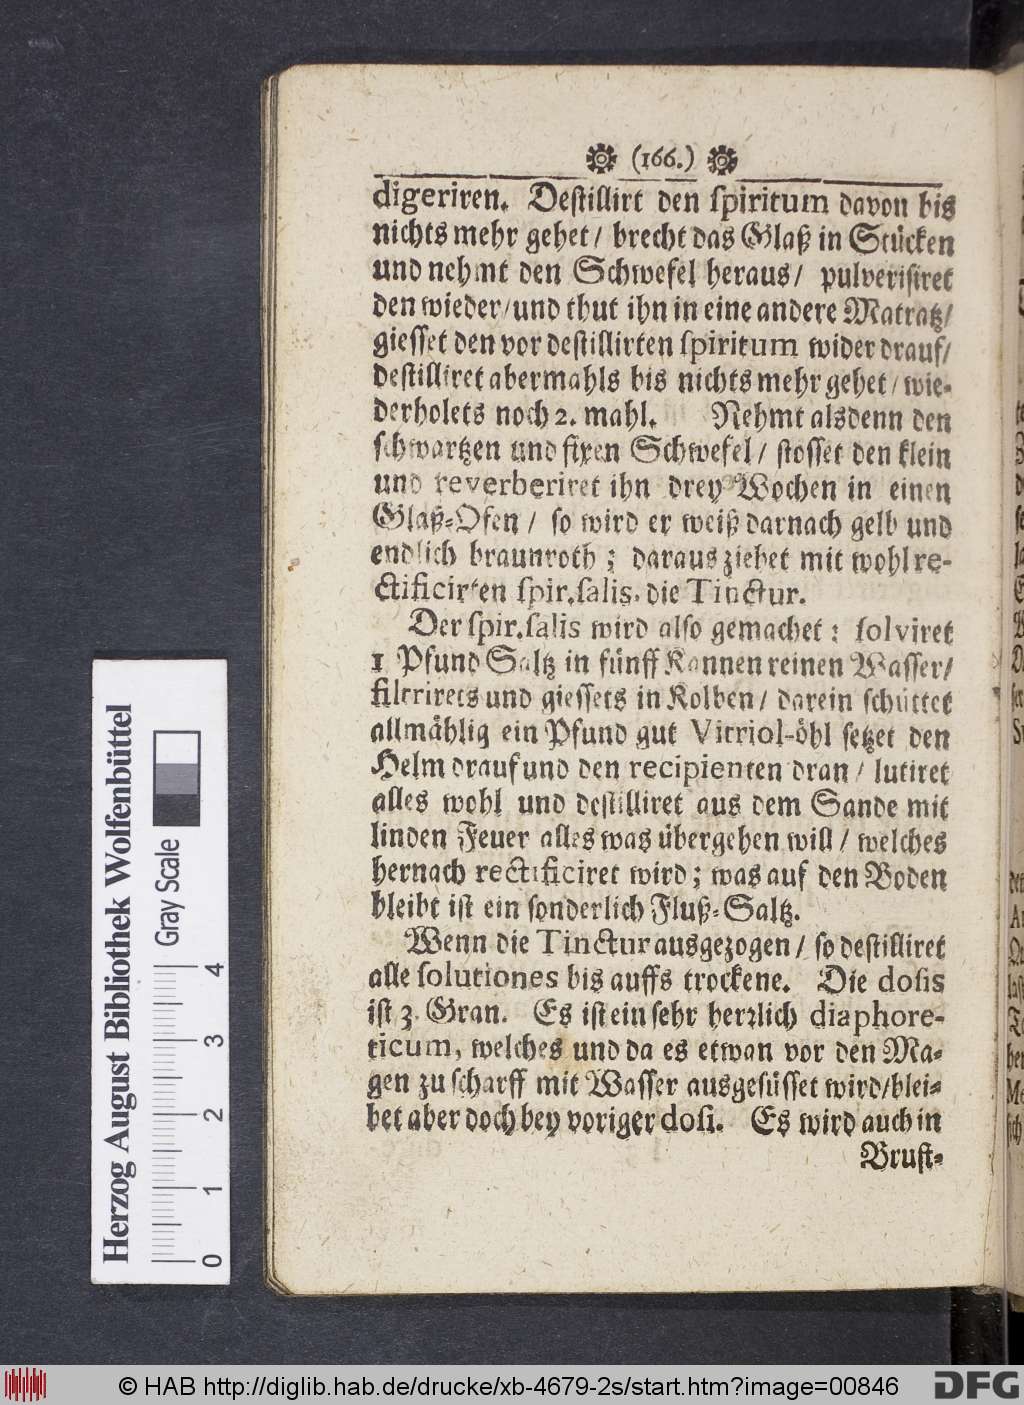 (166.)
digeriren. Destillirt den spiritum davon bis
nichts mehr gehet / brecht das Glaß in Stücken
und nehmt den Schwefel heraus / pulverisiret
den wieder / und thut ihn in eine andere Matratz /
giesset den vor destillirten spiritum wider drauf /
destilliret abermahls bis nichts mehr gehet / wie-
derholets noch 2. mahl. Nehmt alsdenn den
schwartzen und fixen Schwefel / stosset den klein
und reverberiret ihn drey Wochen in einen
Glaß-Ofen / so wird er weiß darnach gelb und
endlich braunroth ; daraus ziehet mit wohl re-
ctificirten spir. salis. die Tinctur.
Der spir. salis wird also gemachet : solviret
1 Pfund Saltz in fünff Kannen reinen Wasser /
filtrirets und giessets in Kolben / darein schüttet
allmählig ein Pfund gut Vitriol-öhl setzet den
Helm drauf und den recipienten dran / lutiret
alles wohl und destilliret aus dem Sande mit
linden Feuer alles was übergehen will / welches
hernach rectificiret wird ; was auf den Boden
bleibt ist ein sonderlich Fluß-Saltz.
Wenn die Tinctur ausgezogen / so destilliret
alle solutiones bis auffs trockene. Die dosis
ist 3. Gran. Es ist ein sehr herrlich diaphore-
ticum, welches und da es etwan vor den Ma-
gen zu scharff mit Wasser ausgesüsset wird / blei-
bet aber doch bey voriger dosi. Es wird auch in
Brust-
Herzog August Bibliothek Wolfenbüttel
Gray Scale
0 1 2 3 4
© HAB http://diglib.hab.de/drucke/xb-4679-2s/start.htm?image=00846
DFG